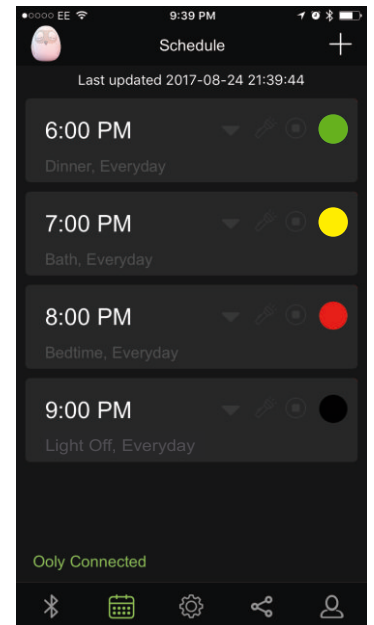 EE 9:39 PM
Schedule
Last updated 2017-08-24 21:39:44
6:00 PM
Dinner, Everyday
7:00 PM
Bath, Everyday
8:00 PM
Bedtime, Everyday
9:00 PM
Light Off, Everyday
Ooly Connected